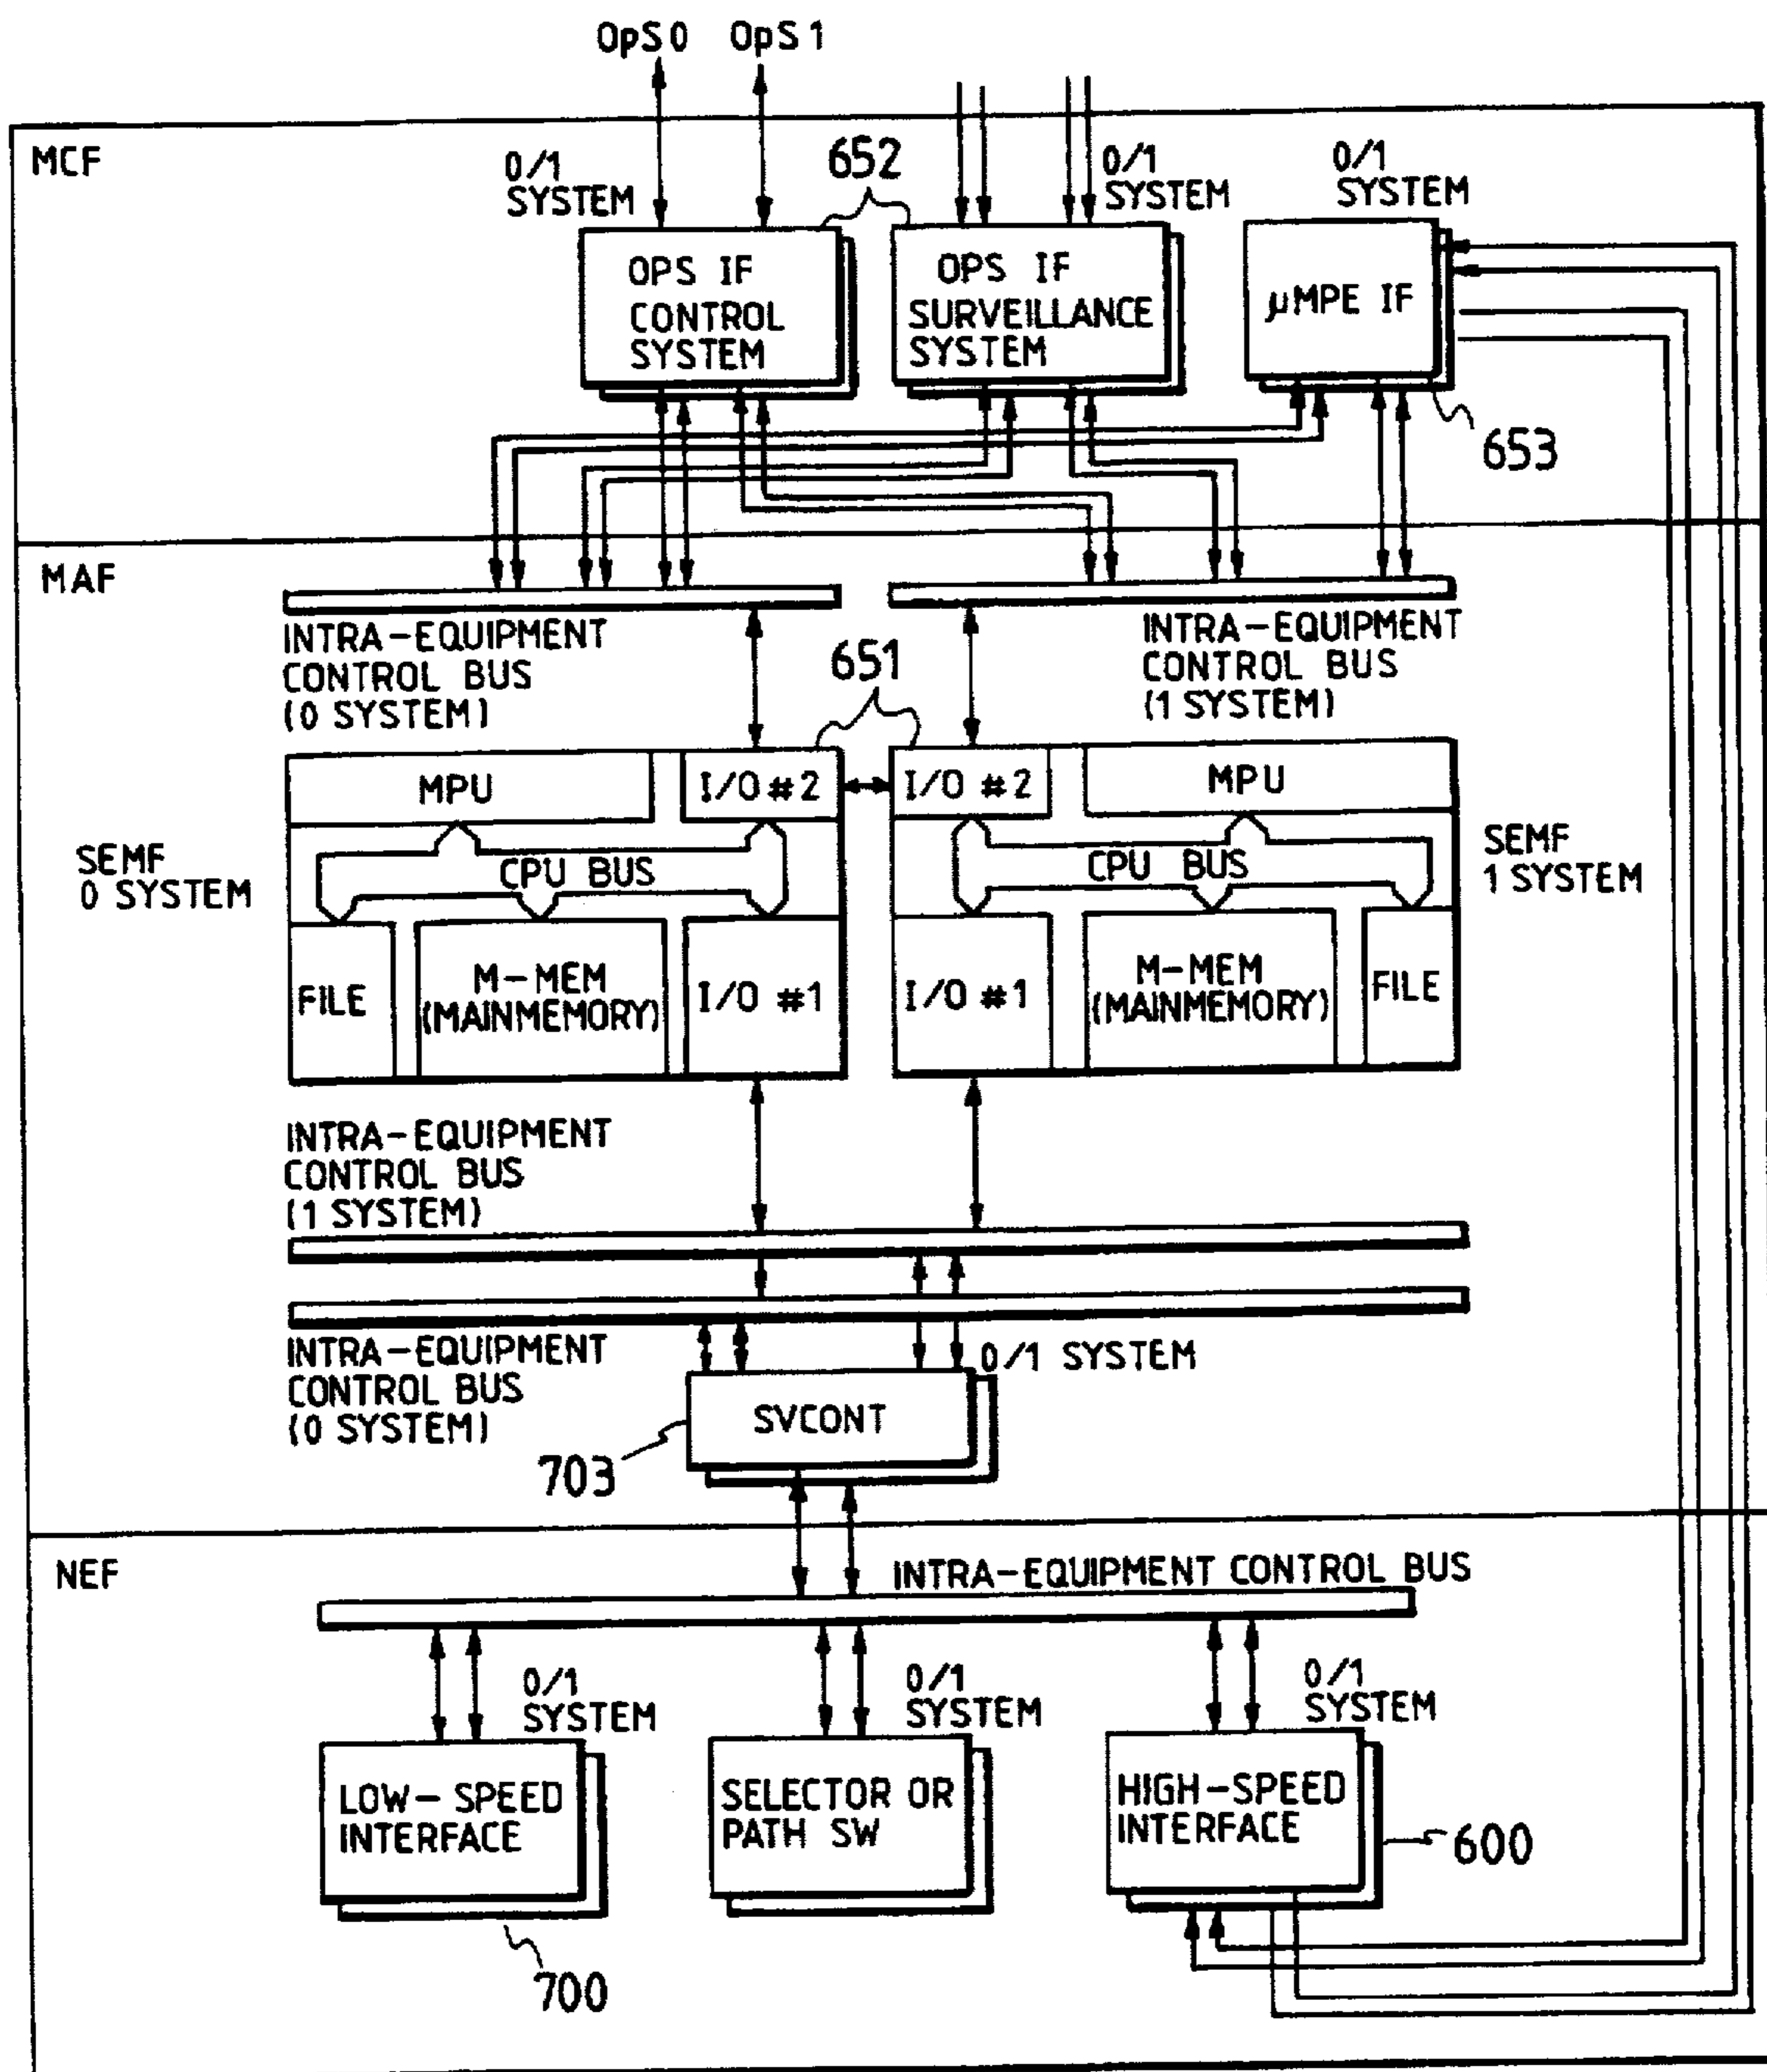 OpS0 OpS1
MCF
0/1
SYSTEM
652
0/1
SYSTEM
0/1
SYSTEM
OPS IF
CONTROL
SYSTEM
OPS IF
SURVEILLANCE
SYSTEM
μMPE IF
653
MAF
INTRA-EQUIPMENT
CONTROL BUS
(0 SYSTEM)
651
INTRA-EQUIPMENT
CONTROL BUS
(1 SYSTEM)
MPU
I/O #2
I/O #2
MPU
SEMF
0 SYSTEM
CPU BUS
CPU BUS
SEMF
1 SYSTEM
FILE
M-MEM
(MAINMEMORY)
I/O #1
I/O #1
M-MEM
(MAINMEMORY)
FILE
INTRA-EQUIPMENT
CONTROL BUS
(1 SYSTEM)
INTRA-EQUIPMENT
CONTROL BUS
(0 SYSTEM)
0/1 SYSTEM
SVCONT
703
NEF
INTRA-EQUIPMENT CONTROL BUS
0/1
SYSTEM
0/1
SYSTEM
0/1
SYSTEM
LOW-SPEED
INTERFACE
SELECTOR OR
PATH SW
HIGH-SPEED
INTERFACE
600
700